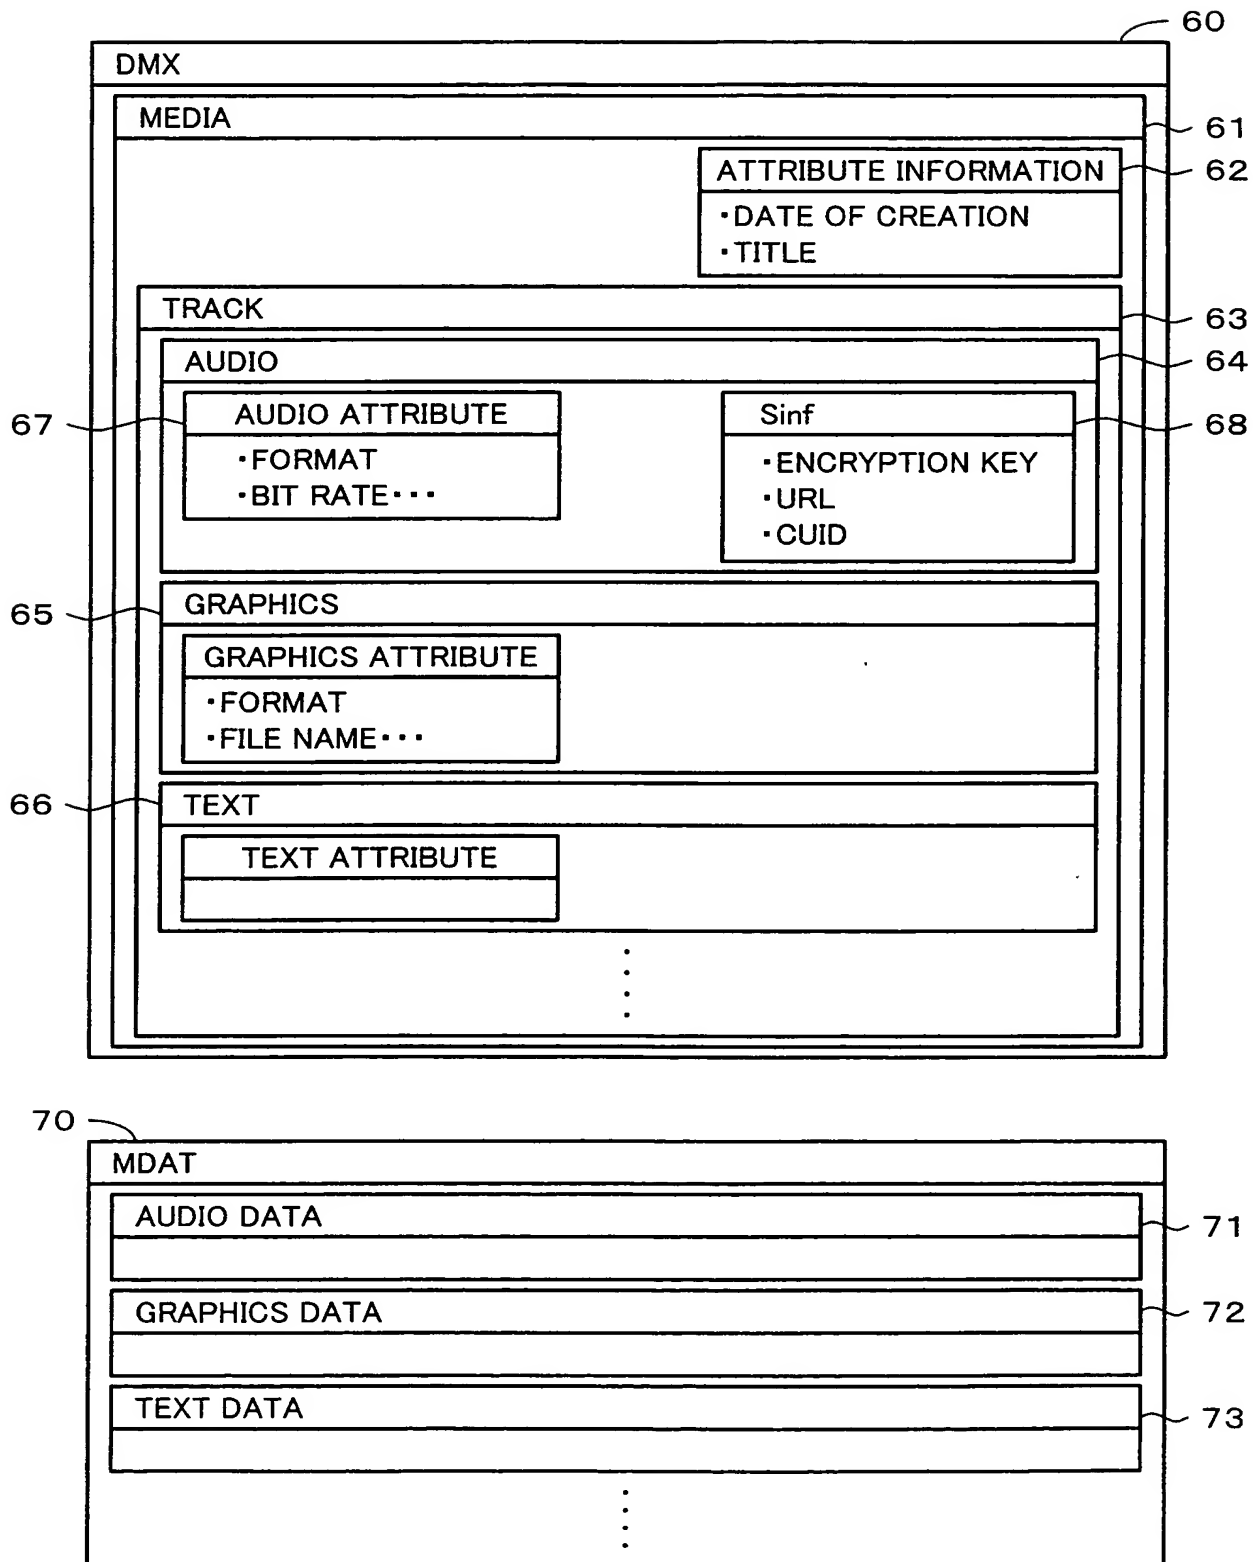 60
DMX
MEDIA
61
ATTRIBUTE INFORMATION
62
・DATE OF CREATION
・TITLE
TRACK
63
AUDIO
64
67
AUDIO ATTRIBUTE
・FORMAT
・BIT RATE・・・
Sinf
68
・ENCRYPTION KEY
・URL
・CUID
65
GRAPHICS
GRAPHICS ATTRIBUTE
・FORMAT
・FILE NAME・・・
66
TEXT
TEXT ATTRIBUTE
70
MDAT
AUDIO DATA
71
GRAPHICS DATA
72
TEXT DATA
73